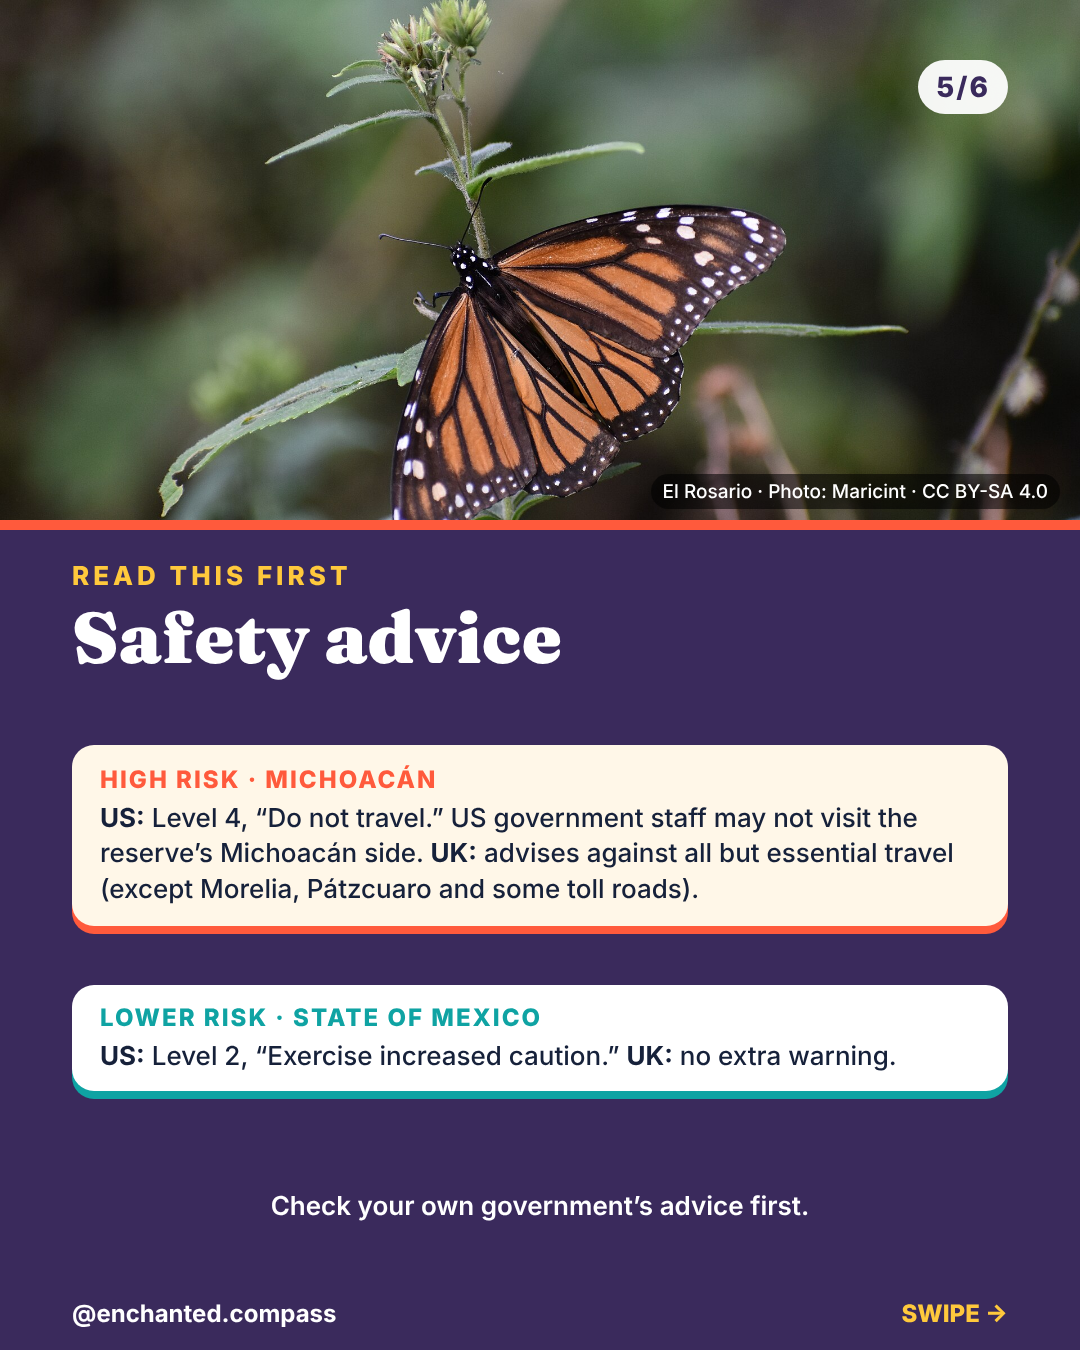 5/6
El Rosario · Photo: Maricint · CC BY-SA 4.0
READ THIS FIRST
Safety advice
HIGH RISK · MICHOACÁN
US: Level 4, “Do not travel.” US government staff may not visit the
reserve’s Michoacán side. UK: advises against all but essential travel
(except Morelia, Pátzcuaro and some toll roads).
LOWER RISK · STATE OF MEXICO
US: Level 2, “Exercise increased caution.” UK: no extra warning.
Check your own government’s advice first.
@enchanted.compass
SWIPE →